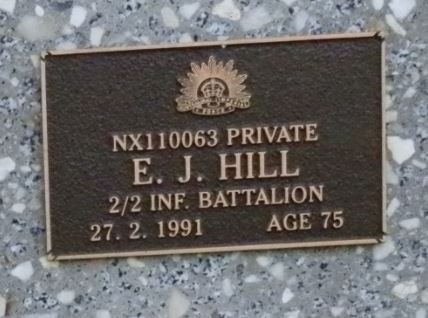 NX110063 PRIVATE
E. J. HILL
2/2 INF. BATTALION
27. 2. 1991 AGE 75